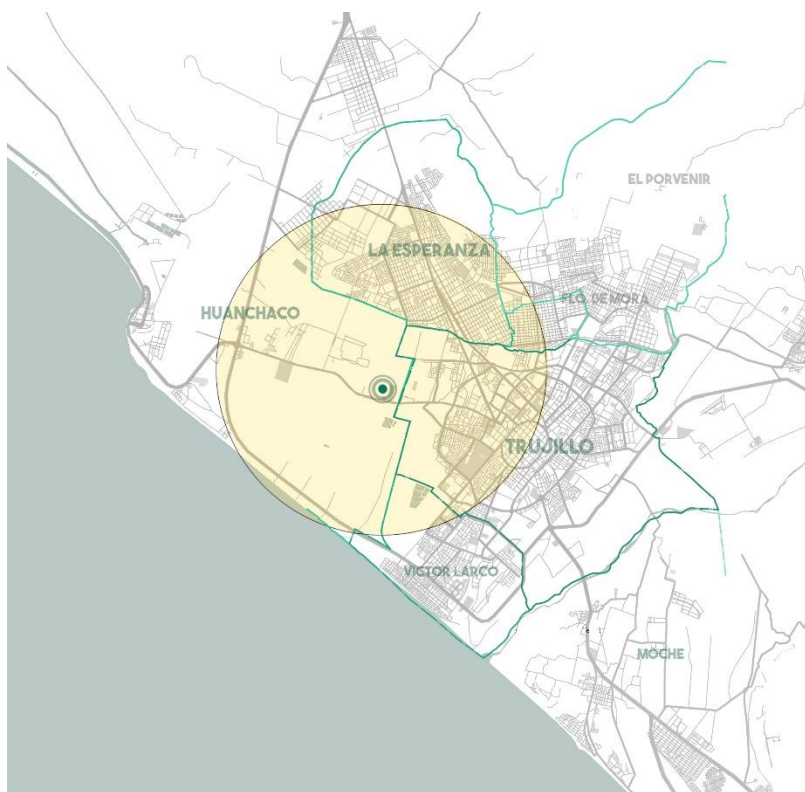 EL PORVENIR
LA ESPERANZA
FLO. DE MORA
HUANCHACO
TRUJILLO
VICTOR LARCO
MOCHE